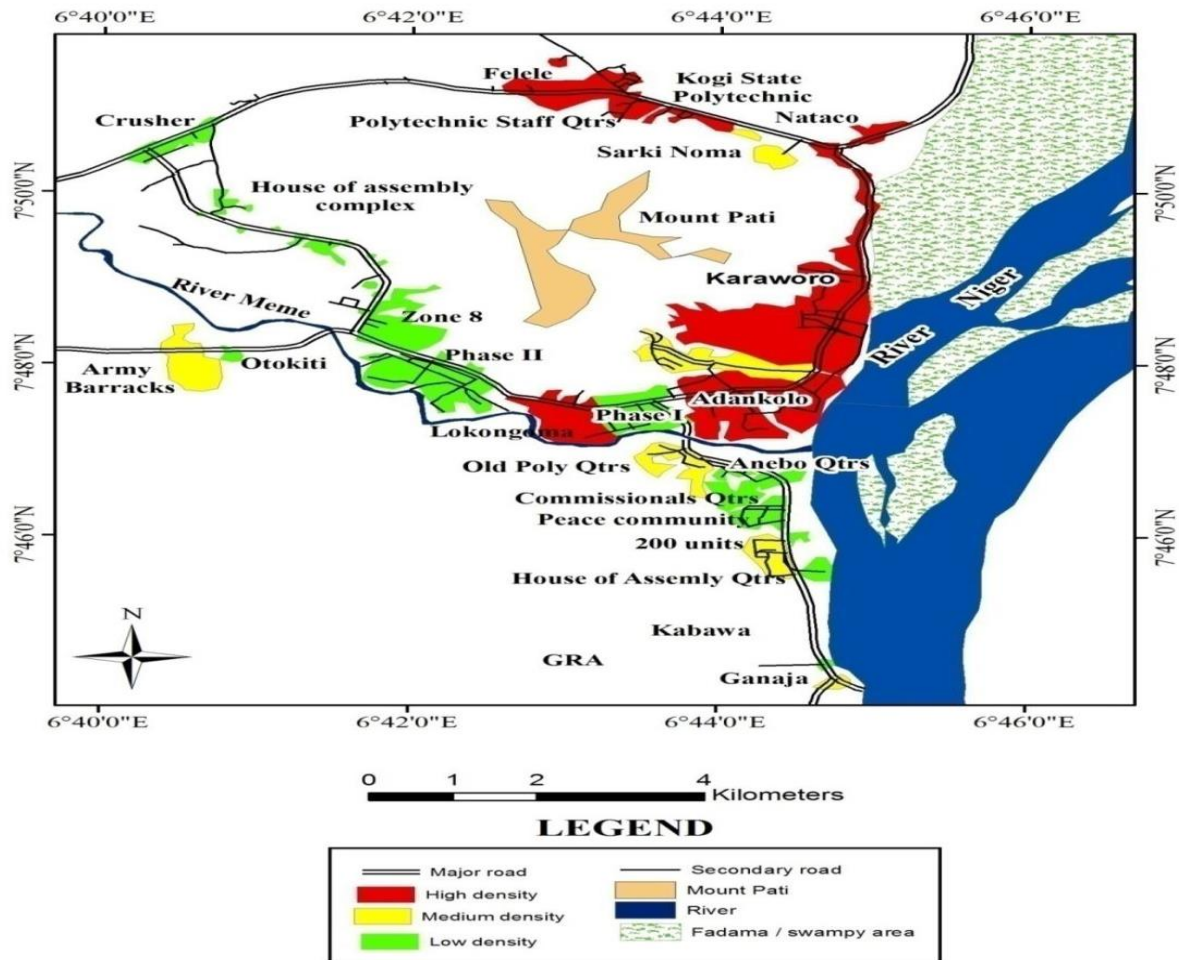 6°40'0"E 6°42'0"E 6°44'0"E 6°46'0"E
Felele
Kogi State
Polytechnic
Crusher
Polytechnic Staff Qtrs
Nataco
Sarki Noma
7°50'0"N
7°50'0"N
House of assembly
complex
Mount Pati
Karaworo
River Meme
River Niger
Zone 8
7°48'0"N
7°48'0"N
Army
Barracks
Otokiti
Phase II
Adankolo
Phase I
Lokongoma
Old Poly Qtrs
Anebo Qtrs
Commissionals Qtrs
Peace community
7°46'0"N
7°46'0"N
200 units
House of Assemly Qtrs
Kabawa
N
GRA
Ganaja
6°40'0"E 6°42'0"E 6°44'0"E 6°46'0"E
0 1 2 4
Kilometers
LEGEND
Major road
Secondary road
High density
Mount Pati
Medium density
River
Low density
Fadama / swampy area